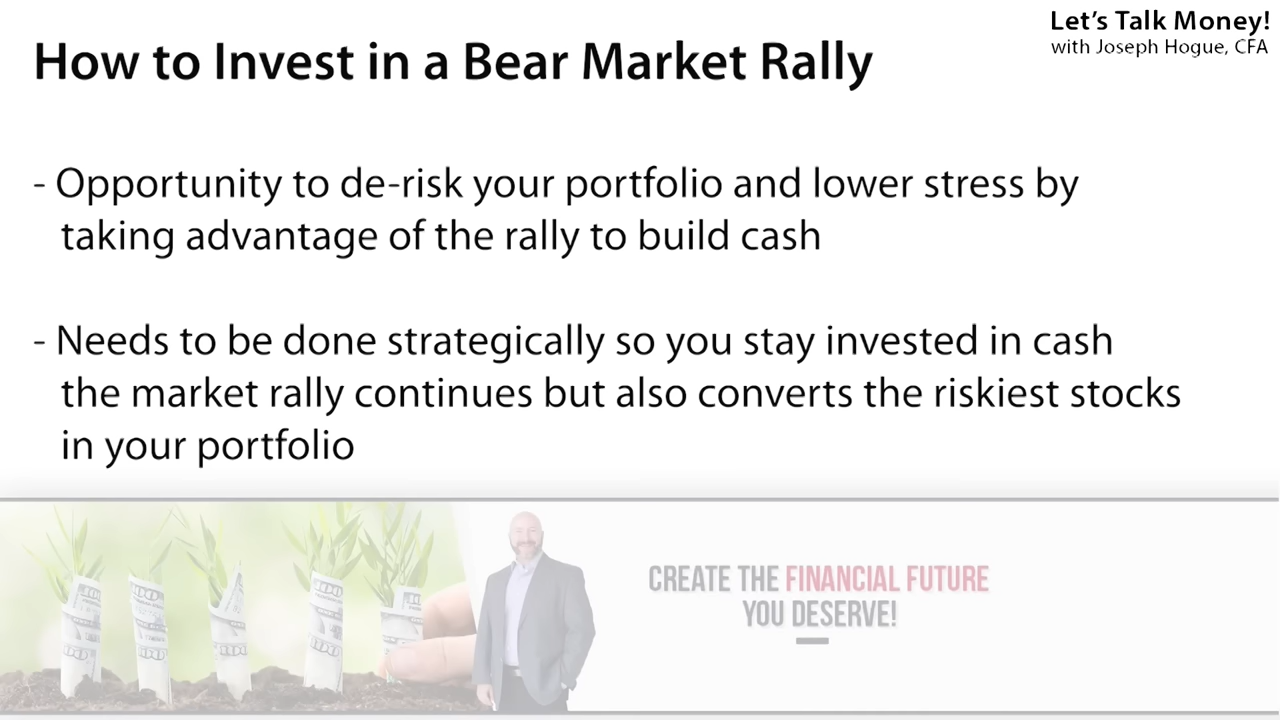 Let's Talk Money!
with Joseph Hogue, CFA
How to Invest in a Bear Market Rally
- Opportunity to de-risk your portfolio and lower stress by
taking advantage of the rally to build cash
- Needs to be done strategically so you stay invested in cash
the market rally continues but also converts the riskiest stocks
in your portfolio
CREATE THE FINANCIAL FUTURE
YOU DESERVE!